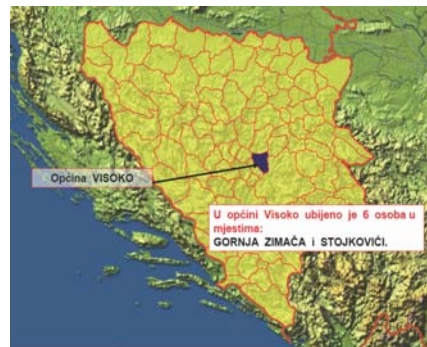 Općina VISOKO
U općini Visoko ubijeno je 6 osoba u
mjestima:
GORNJA ZIMAČA i STOJKOVIĆI.